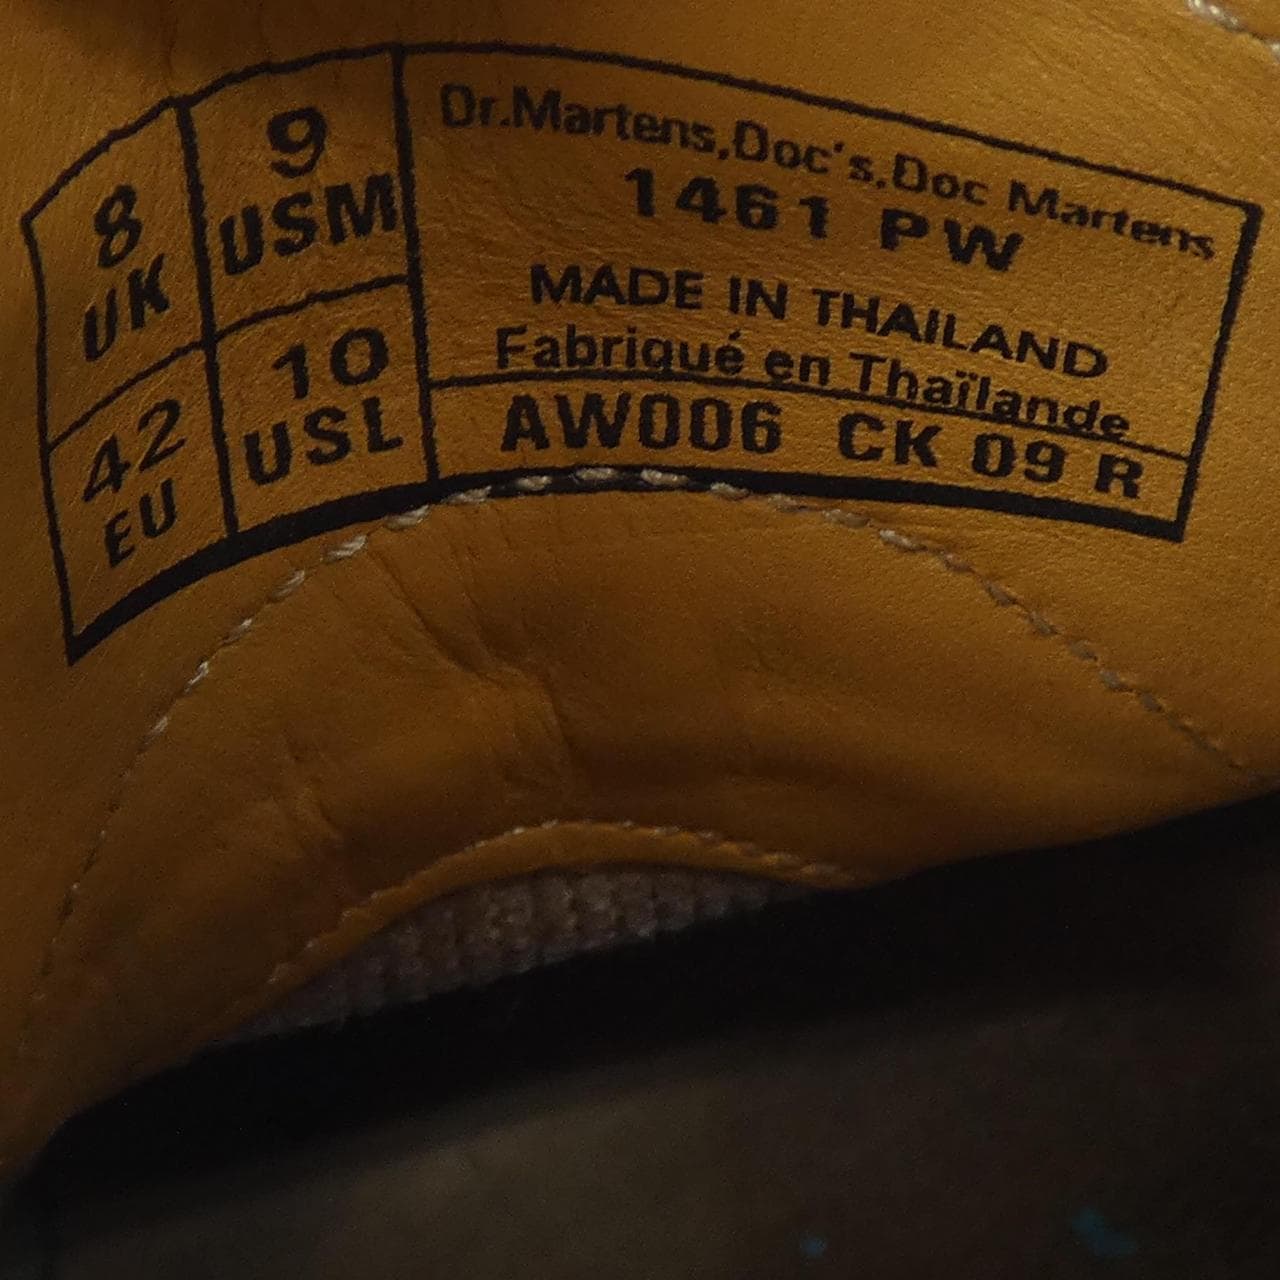 8 UK
9 USM
42 EU
10 USL
Dr.Martens,Doc's,Doc Martens
1461 PW
MADE IN THAILAND
Fabriqué en Thaïlande
AW006 CK 09 R